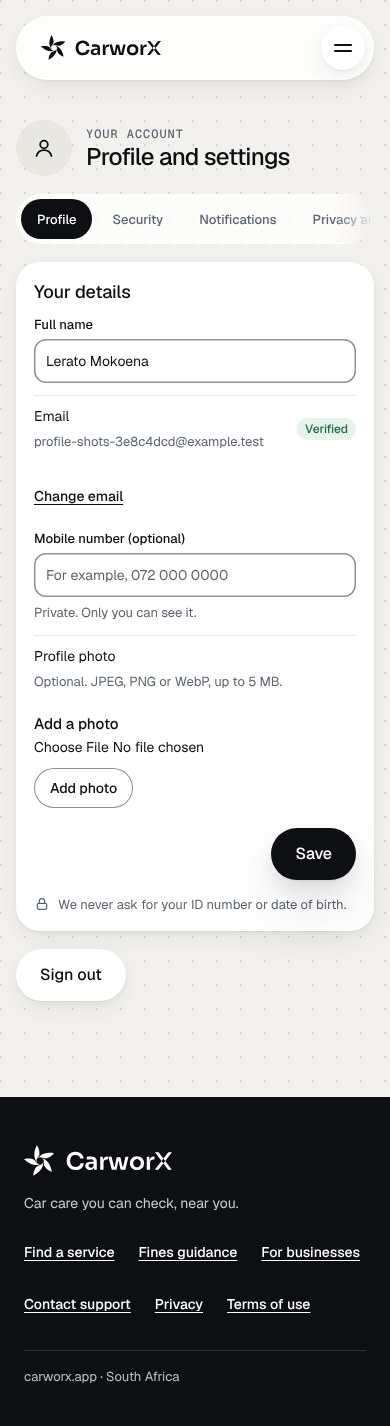 CarworX
YOUR ACCOUNT
Profile and settings
Profile Security Notifications Privacy
Your details
Full name
Lerato Mokoena
Email
profile-shots-3e8c4dcd@example.test
Verified
Change email
Mobile number (optional)
For example, 072 000 0000
Private. Only you can see it.
Profile photo
Optional. JPEG, PNG or WebP, up to 5 MB.
Add a photo
Choose File No file chosen
Add photo
Save
We never ask for your ID number or date of birth.
Sign out
CarworX
Car care you can check, near you.
Find a service Fines guidance For businesses
Contact support Privacy Terms of use
carworx.app · South Africa